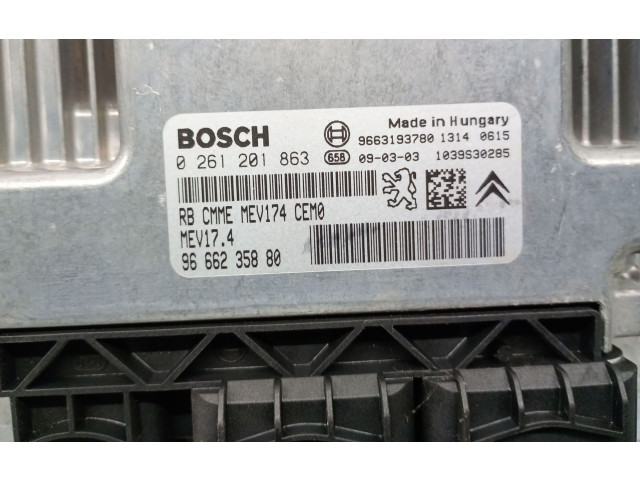 BOSCH
Made in Hungary
9663193780 1314 0615
0 261 201 863
658 09-03-03 1039S30285
RB CMME MEV174 CEM0
MEV17.4
96 662 358 80